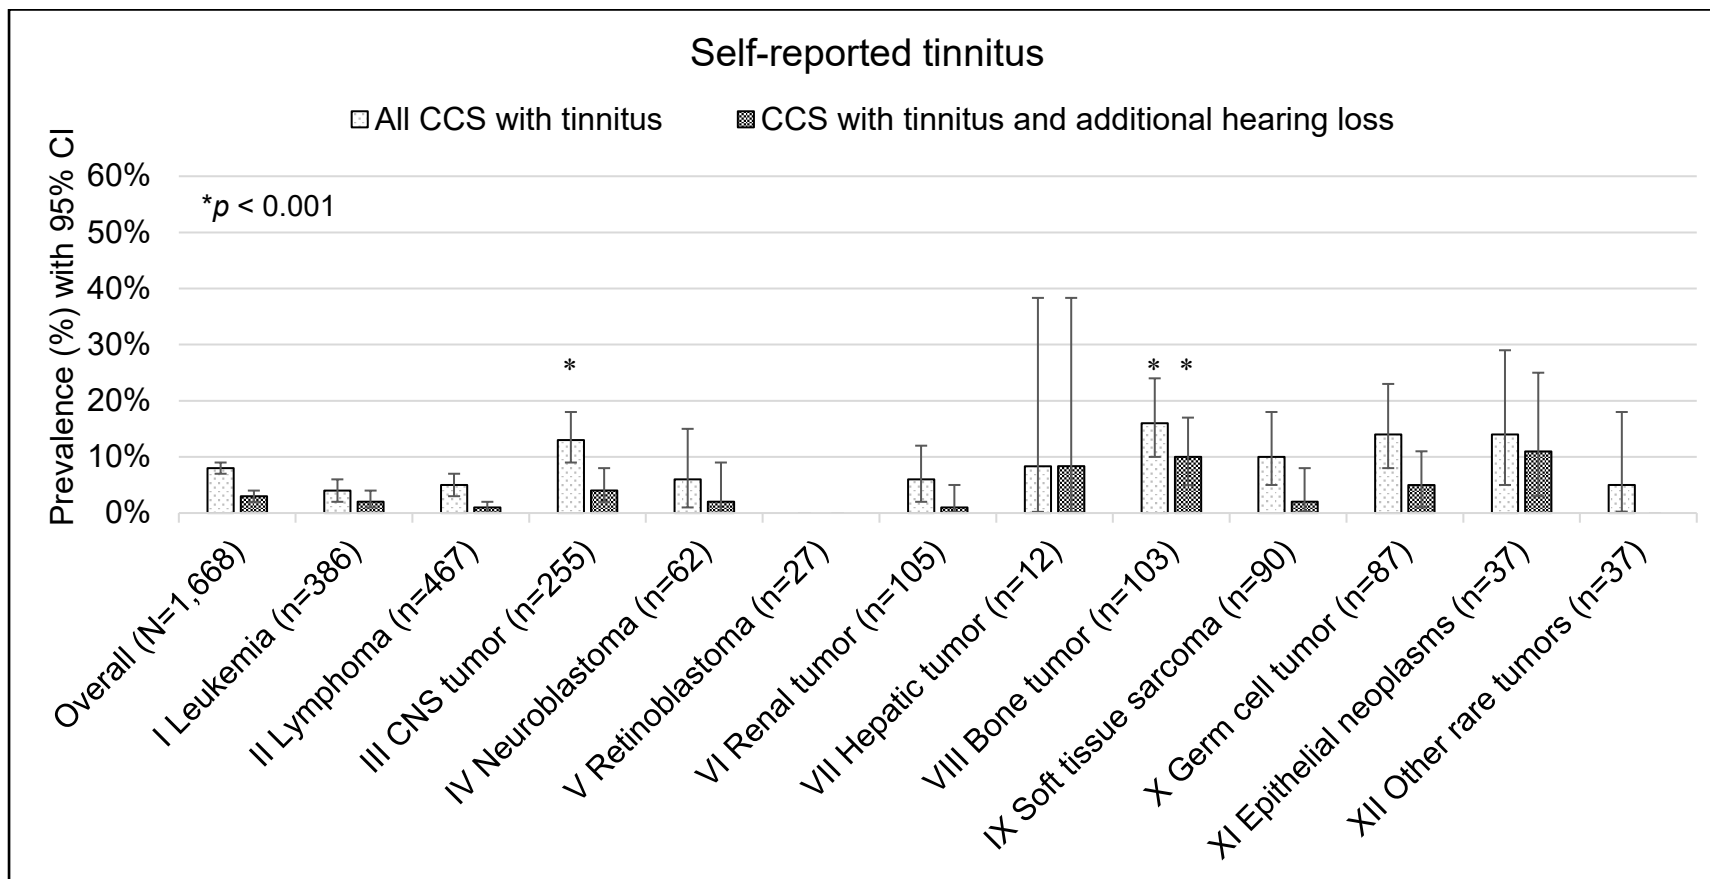 Self-reported tinnitus
All CCS with tinnitus
CCS with tinnitus and additional hearing loss
Prevalence (%) with 95% CI
60%
50%
40%
30%
20%
10%
0%
*p < 0.001
*
* *
Overall (N=1,668)
I Leukemia (n=386)
II Lymphoma (n=467)
III CNS tumor (n=255)
IV Neuroblastoma (n=62)
V Retinoblastoma (n=27)
VI Renal tumor (n=105)
VII Hepatic tumor (n=12)
VIII Bone tumor (n=103)
IX Soft tissue sarcoma (n=90)
X Germ cell tumor (n=87)
XI Epithelial neoplasms (n=37)
XII Other rare tumors (n=37)